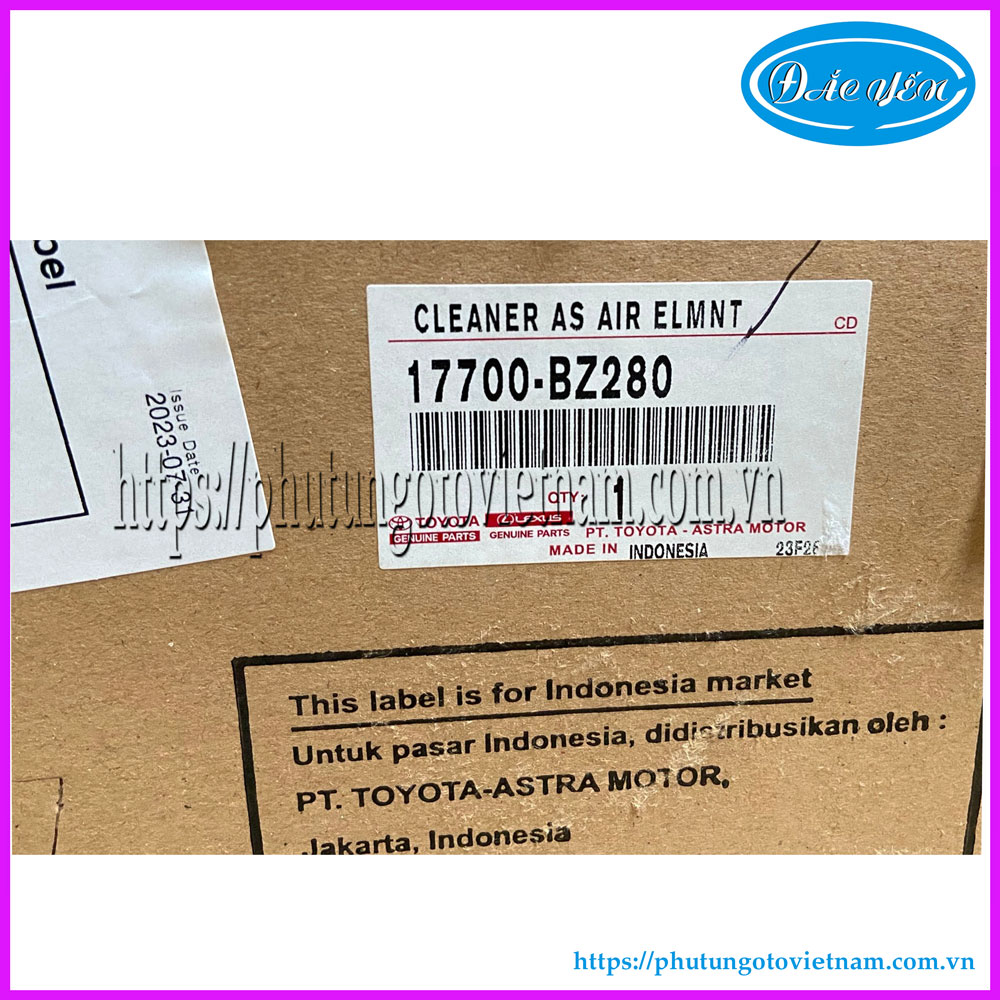 ĐẮC YẾN
CLEANER AS AIR ELMNT
CD
17700-BZ280
QTY. 1
TOYOTA
GENUINE PARTS
LEXUS
GENUINE PARTS
PT. TOYOTA - ASTRA MOTOR
MADE IN INDONESIA
Issue Date
2023-07-31
https://phutungotovietnam.com.vn
This label is for Indonesia market
Untuk pasar Indonesia, didistribusikan oleh :
PT. TOYOTA-ASTRA MOTOR,
Jakarta, Indonesia
https://phutungotovietnam.com.vn